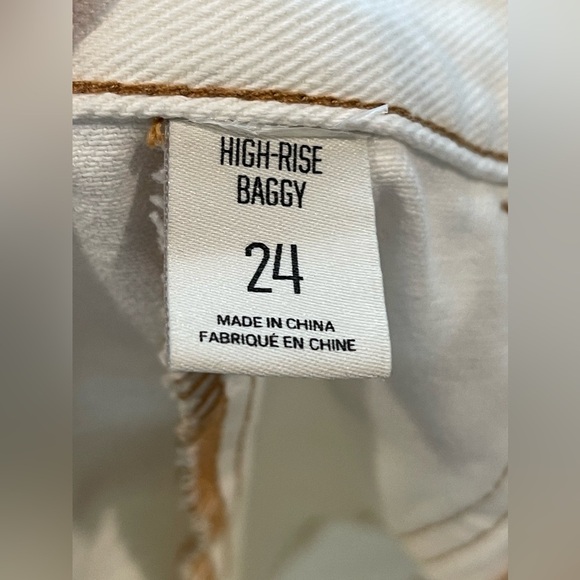 HIGH-RISE
BAGGY
24
MADE IN CHINA
FABRIQUÉ EN CHINE